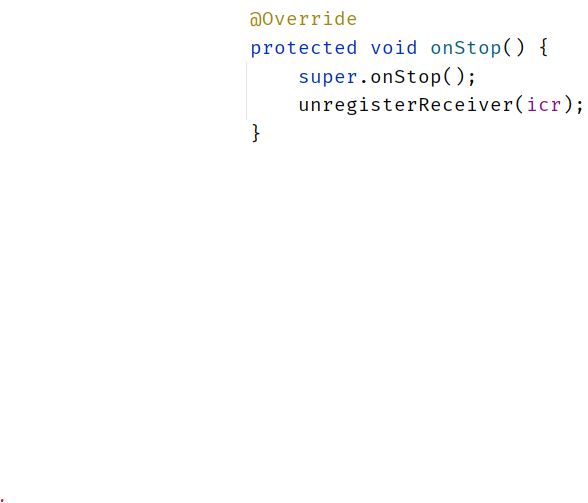 @Override
protected void onStop() {
    super.onStop();
    unregisterReceiver(icr);
}